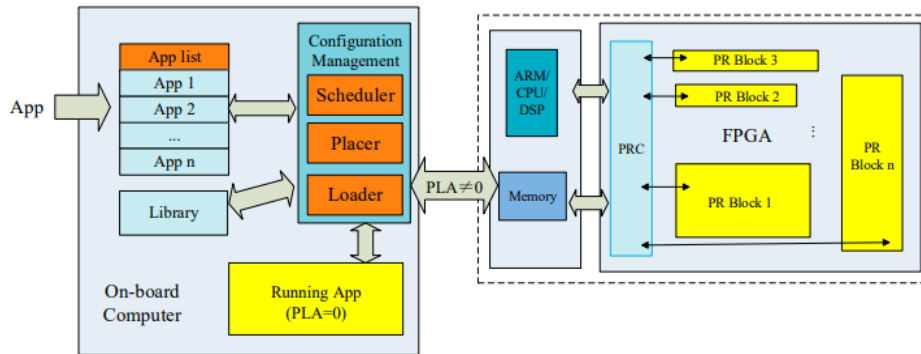 App
App list
App 1
App 2
...
App n
Library
On-board
Computer
Configuration
Management
Scheduler
Placer
Loader
Running App
(PLA=0)
PLA≠0
ARM/
CPU/
DSP
Memory
PRC
PR Block 3
PR Block 2
FPGA
...
PR
Block n
PR Block 1